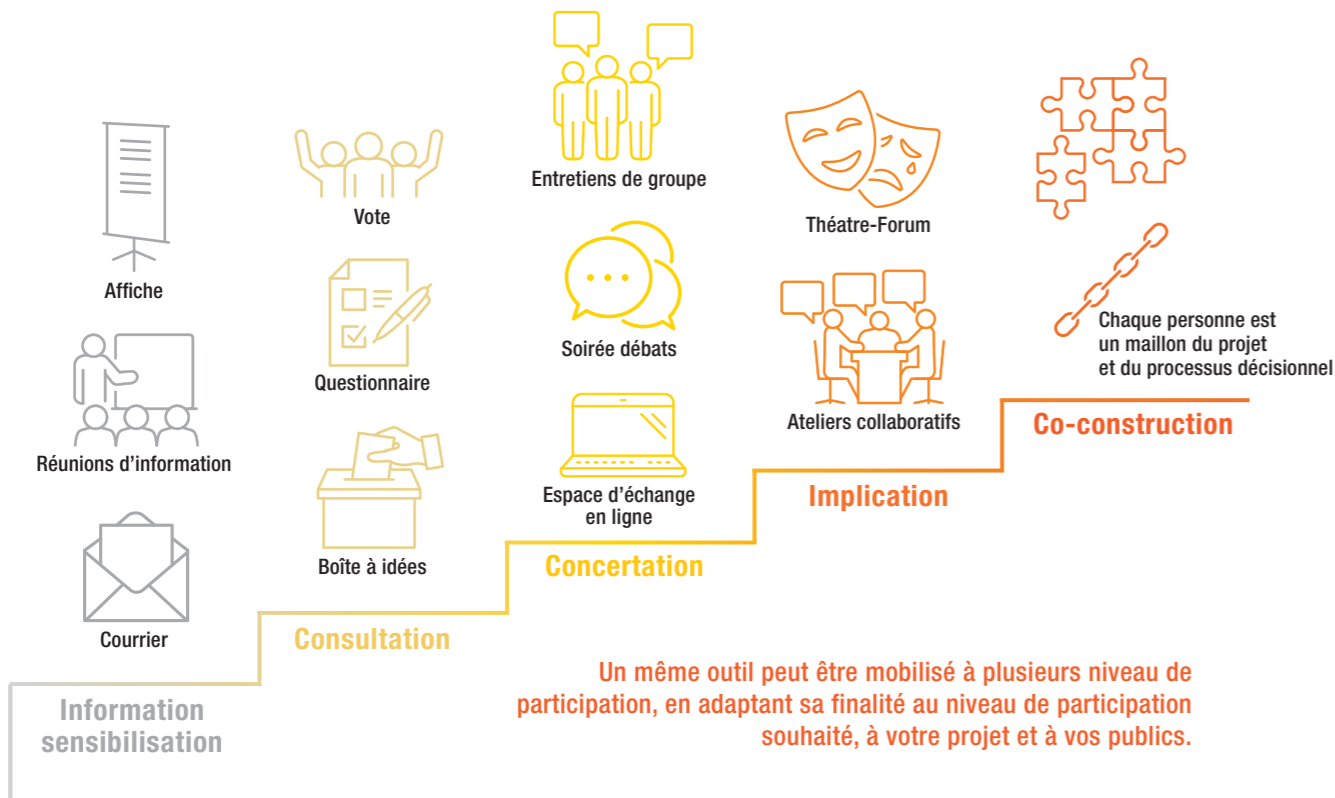 Affiche
Réunions d'information
Courrier
Information
sensibilisation
Vote
Questionnaire
Boîte à idées
Consultation
Entretiens de groupe
Soirée débats
Espace d'échange
en ligne
Concertation
Théatre-Forum
Ateliers collaboratifs
Implication
Chaque personne est
un maillon du projet
et du processus décisionnel
Co-construction
Un même outil peut être mobilisé à plusieurs niveau de
participation, en adaptant sa finalité au niveau de participation
souhaité, à votre projet et à vos publics.